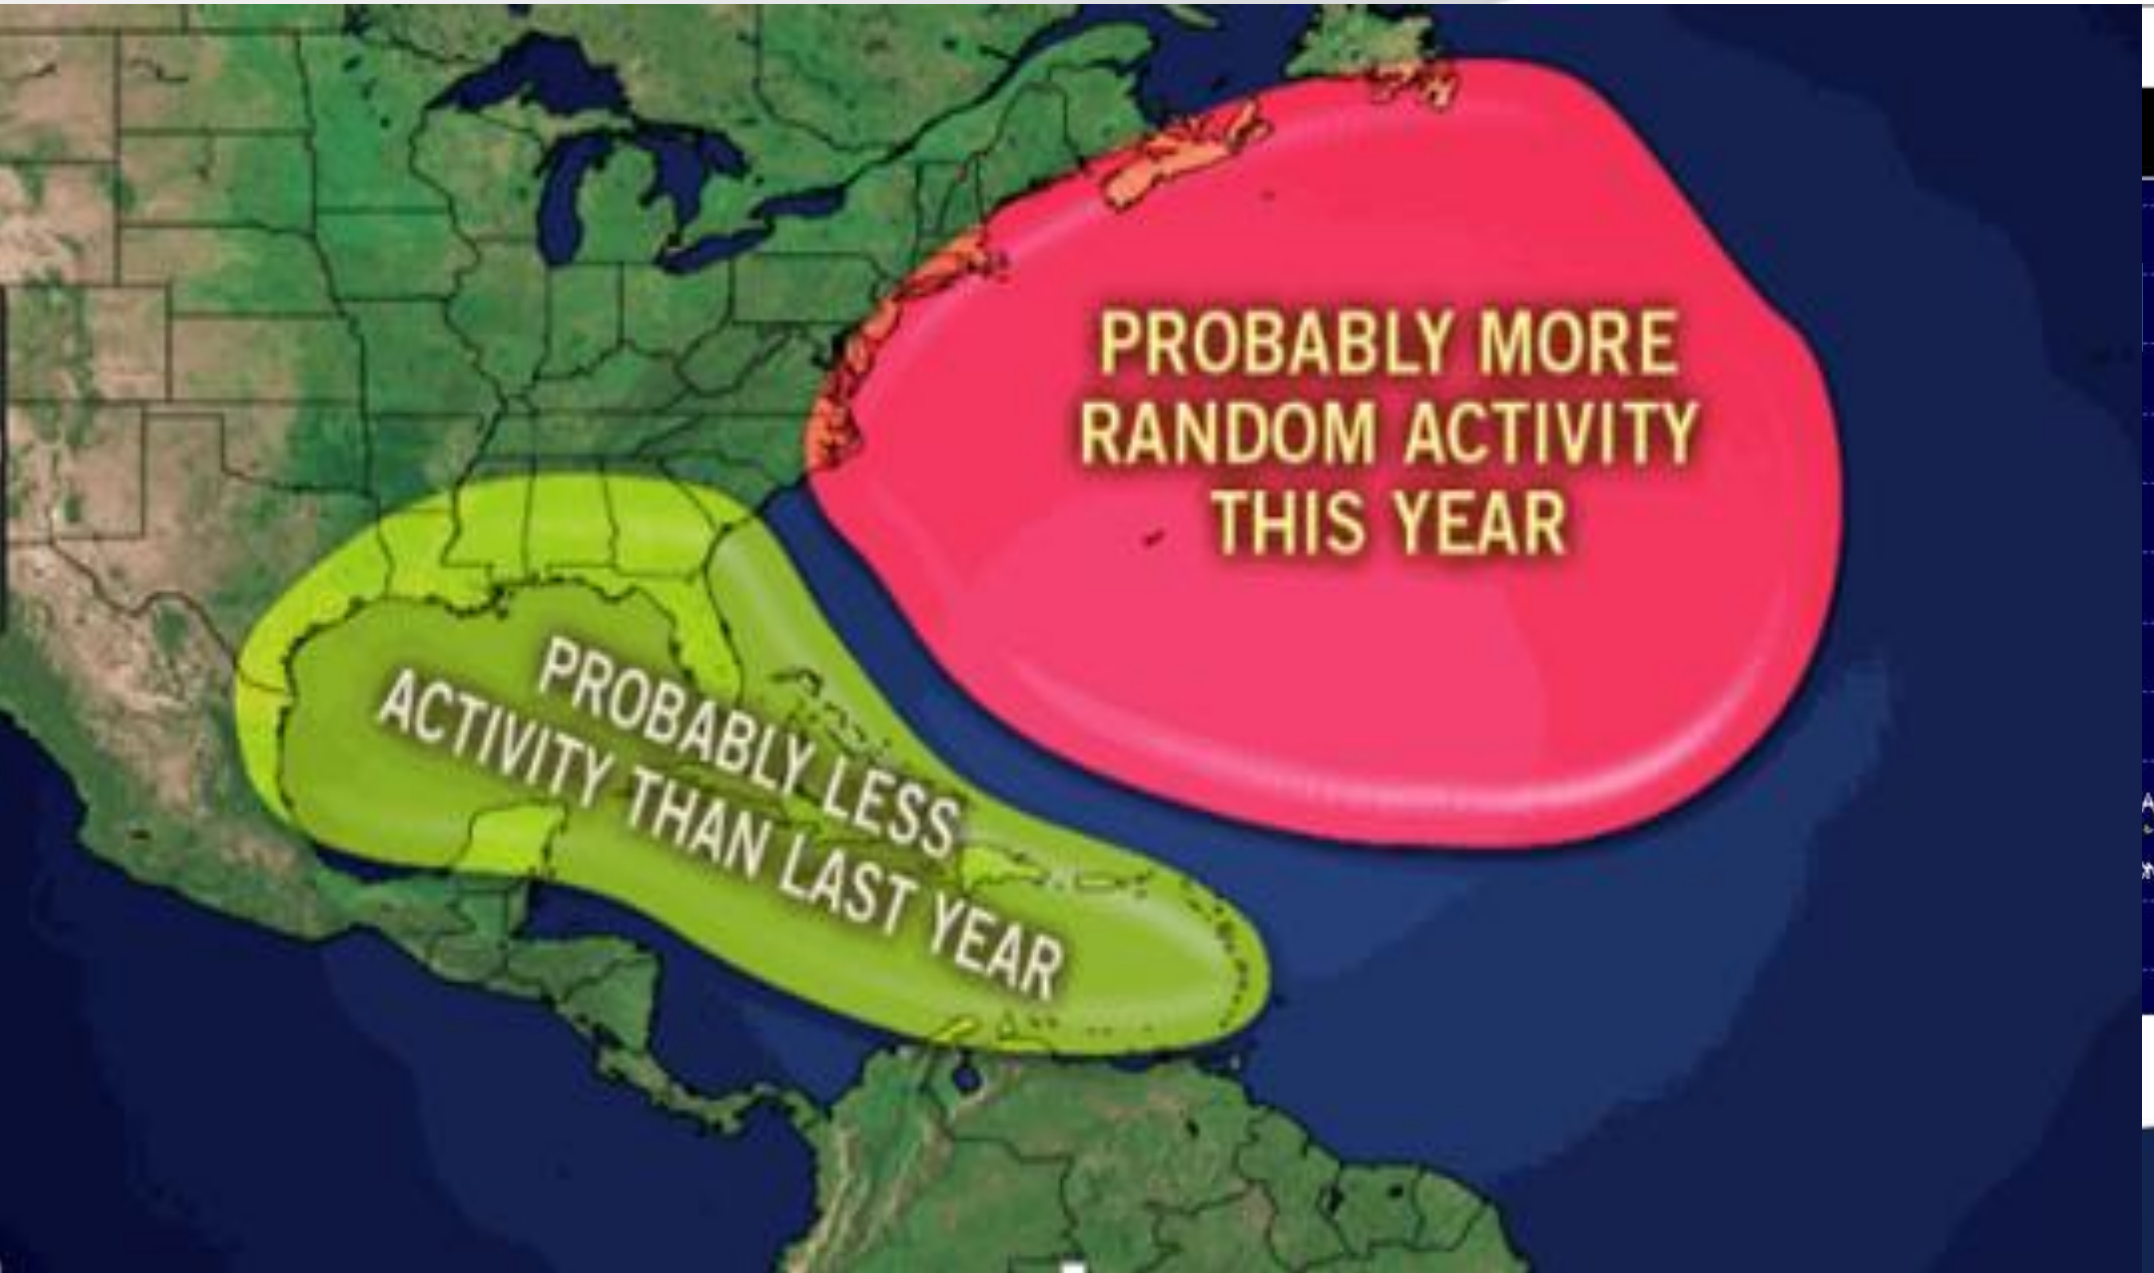 PROBABLY MORE
RANDOM ACTIVITY
THIS YEAR
PROBABLY LESS
ACTIVITY THAN LAST YEAR